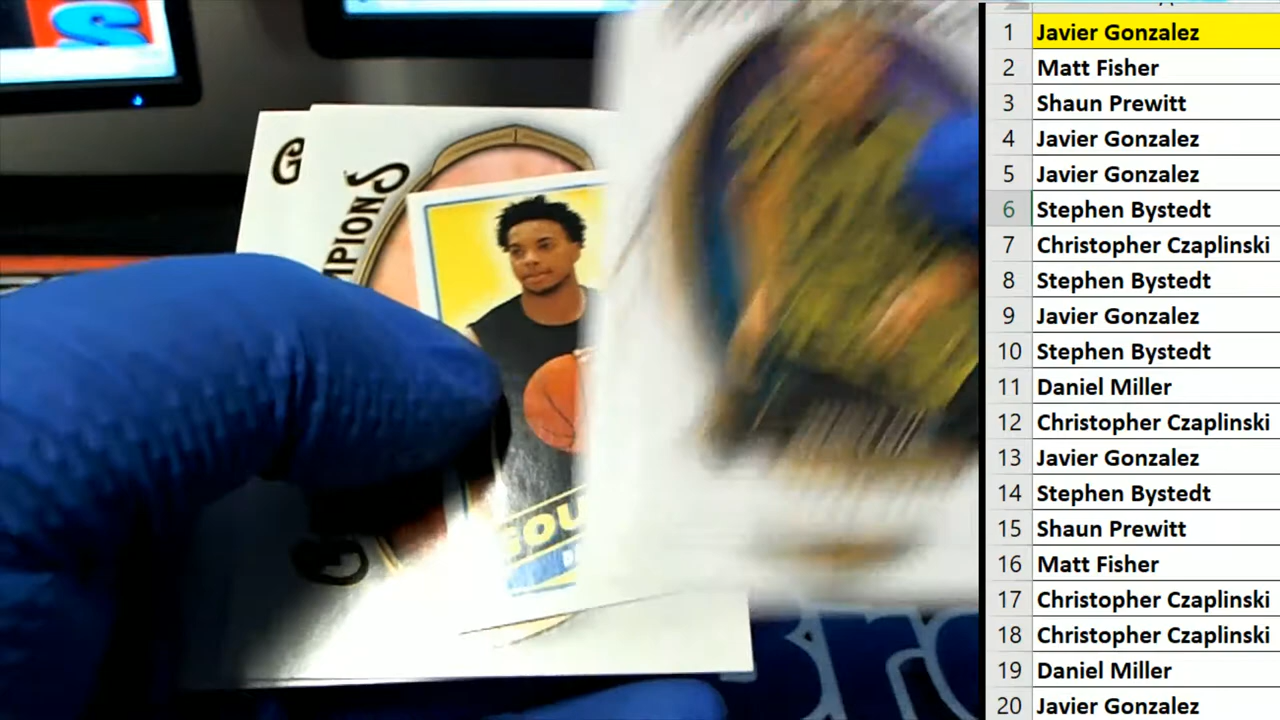 S
G
MPIONS
GOU
G
Bro
1 Javier Gonzalez
2 Matt Fisher
3 Shaun Prewitt
4 Javier Gonzalez
5 Javier Gonzalez
6 Stephen Bystedt
7 Christopher Czaplinski
8 Stephen Bystedt
9 Javier Gonzalez
10 Stephen Bystedt
11 Daniel Miller
12 Christopher Czaplinski
13 Javier Gonzalez
14 Stephen Bystedt
15 Shaun Prewitt
16 Matt Fisher
17 Christopher Czaplinski
18 Christopher Czaplinski
19 Daniel Miller
20 Javier Gonzalez